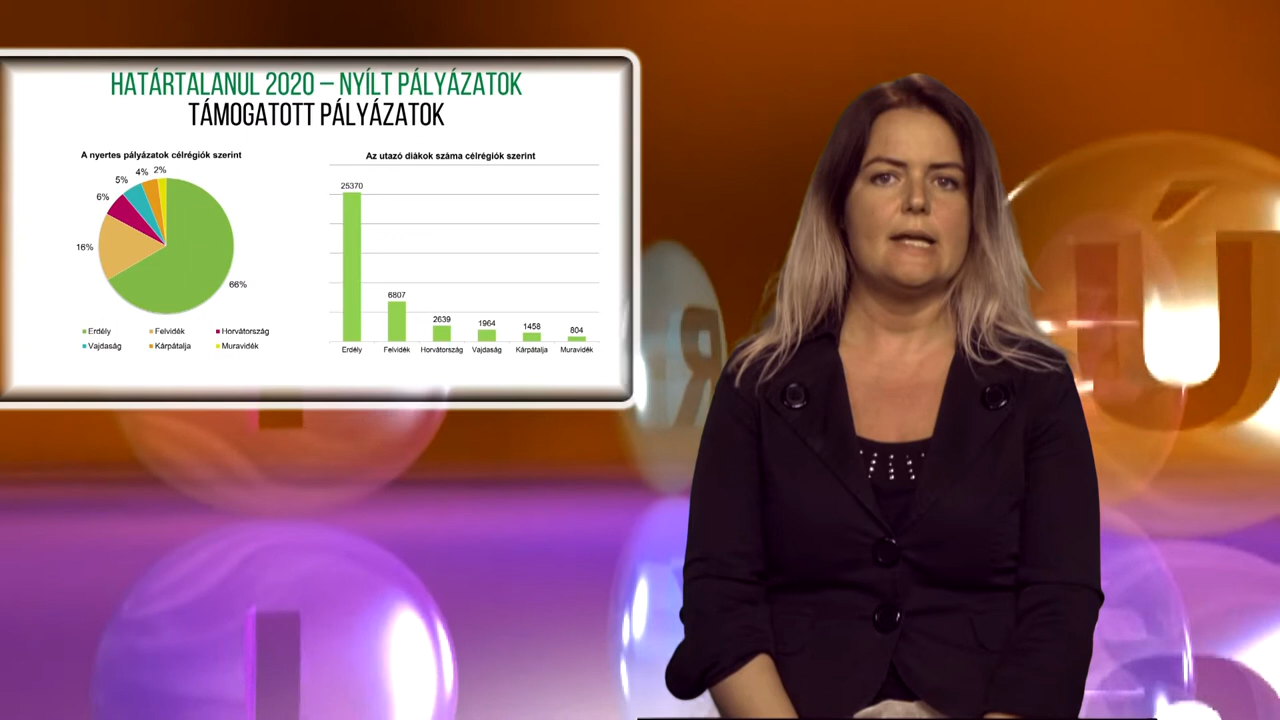 HATÁRTALANUL 2020 – NYÍLT PÁLYÁZATOK
TÁMOGATOTT PÁLYÁZATOK
A nyertes pályázatok célrégiók szerint
2%
4%
5%
6%
16%
66%
Erdély Felvidék Horvátország
Vajdaság Kárpátalja Muravidék
Az utazó diákok száma célrégiók szerint
25370
6807
2639
1964
1458
804
Erdély Felvidék Horvátország Vajdaság Kárpátalja Muravidék
R
Ú
I